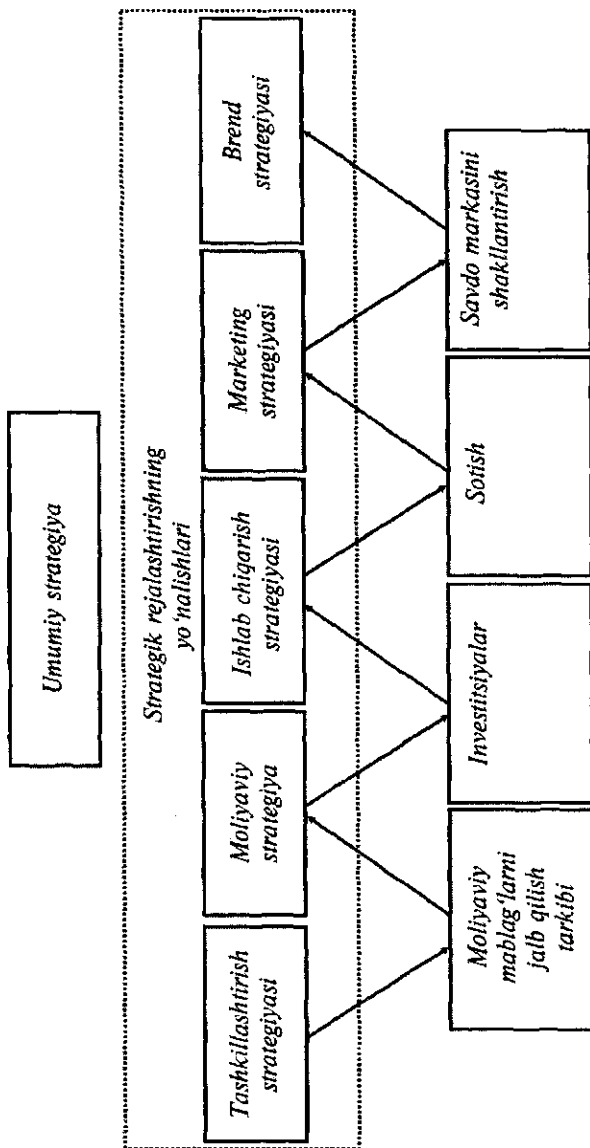 Umumiy strategiya
Strategik rejalashtirishning
yo‘nalishlari
Tashkillashtirish
strategiyasi
Moliyaviy
strategiya
Ishlab chiqarish
strategiyasi
Marketing
strategiyasi
Brend
strategiyasi
Moliyaviy
mablag‘larni
jalb qilish
tarkibi
Investitsiyalar
Sotish
Savdo markasini
shakllantirish